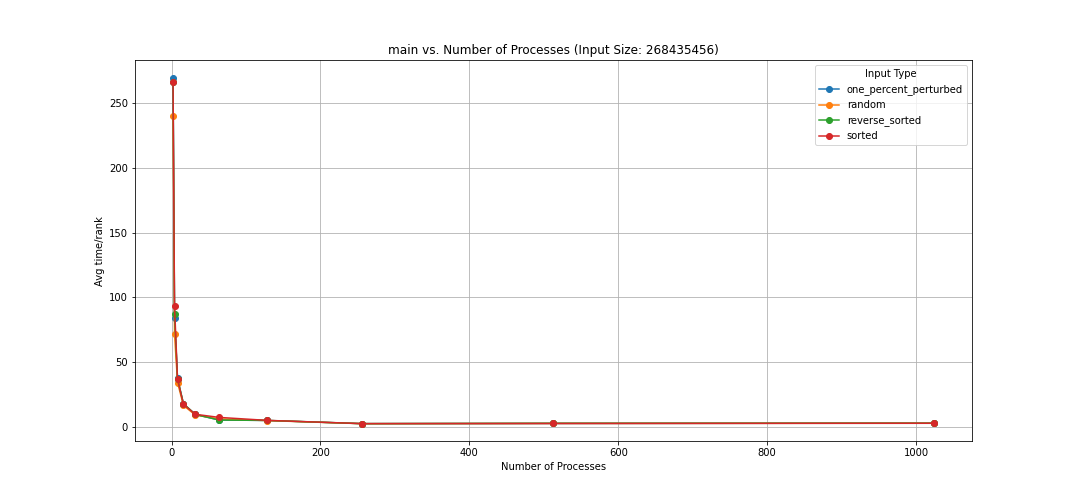 main vs. Number of Processes (Input Size: 268435456)
Input Type
one_percent_perturbed
random
reverse_sorted
sorted
Avg time/rank
250
200
150
100
50
0
0 200 400 600 800 1000
Number of Processes